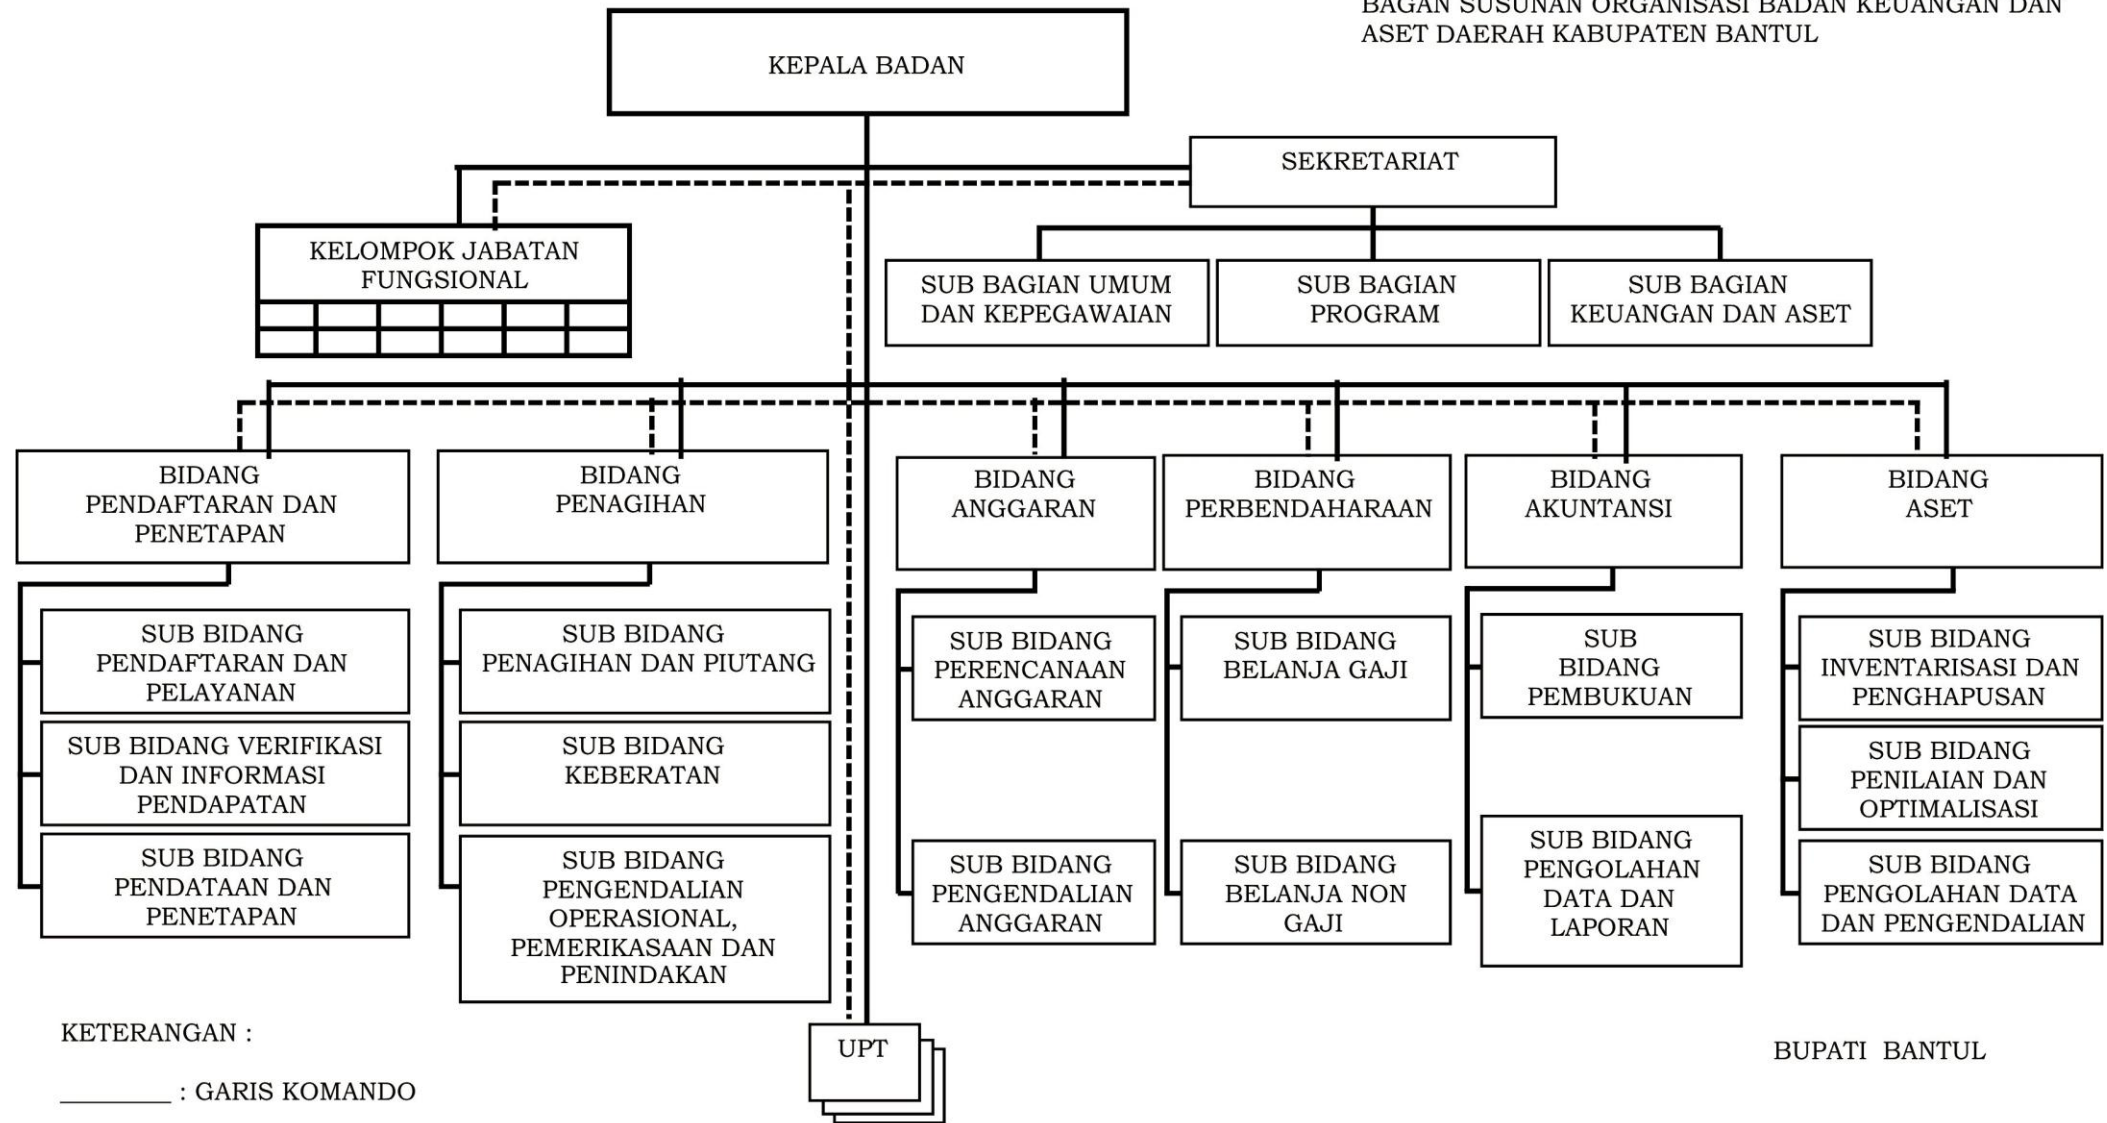 BAGAN SUSUNAN ORGANISASI BADAN KEUANGAN DAN
ASET DAERAH KABUPATEN BANTUL
KEPALA BADAN
SEKRETARIAT
KELOMPOK JABATAN
FUNGSIONAL
SUB BAGIAN UMUM
DAN KEPEGAWAIAN
SUB BAGIAN
PROGRAM
SUB BAGIAN
KEUANGAN DAN ASET
BIDANG
PENDAFTARAN DAN
PENETAPAN
BIDANG
PENAGIHAN
BIDANG
ANGGARAN
BIDANG
PERBENDAHARAAN
BIDANG
AKUNTANSI
BIDANG
ASET
SUB BIDANG
PENDAFTARAN DAN
PELAYANAN
SUB BIDANG VERIFIKASI
DAN INFORMASI
PENDAPATAN
SUB BIDANG
PENDATAAN DAN
PENETAPAN
SUB BIDANG
PENAGIHAN DAN PIUTANG
SUB BIDANG
KEBERATAN
SUB BIDANG
PENGENDALIAN
OPERASIONAL,
PEMERIKASAAN DAN
PENINDAKAN
SUB BIDANG
PERENCANAAN
ANGGARAN
SUB BIDANG
PENGENDALIAN
ANGGARAN
SUB BIDANG
BELANJA GAJI
SUB BIDANG
BELANJA NON
GAJI
SUB
BIDANG
PEMBUKUAN
SUB BIDANG
PENGOLAHAN
DATA DAN
LAPORAN
SUB BIDANG
INVENTARISASI DAN
PENGHAPUSAN
SUB BIDANG
PENILAIAN DAN
OPTIMALISASI
SUB BIDANG
PENGOLAHAN DATA
DAN PENGENDALIAN
UPT
KETERANGAN :
_________ : GARIS KOMANDO
BUPATI BANTUL